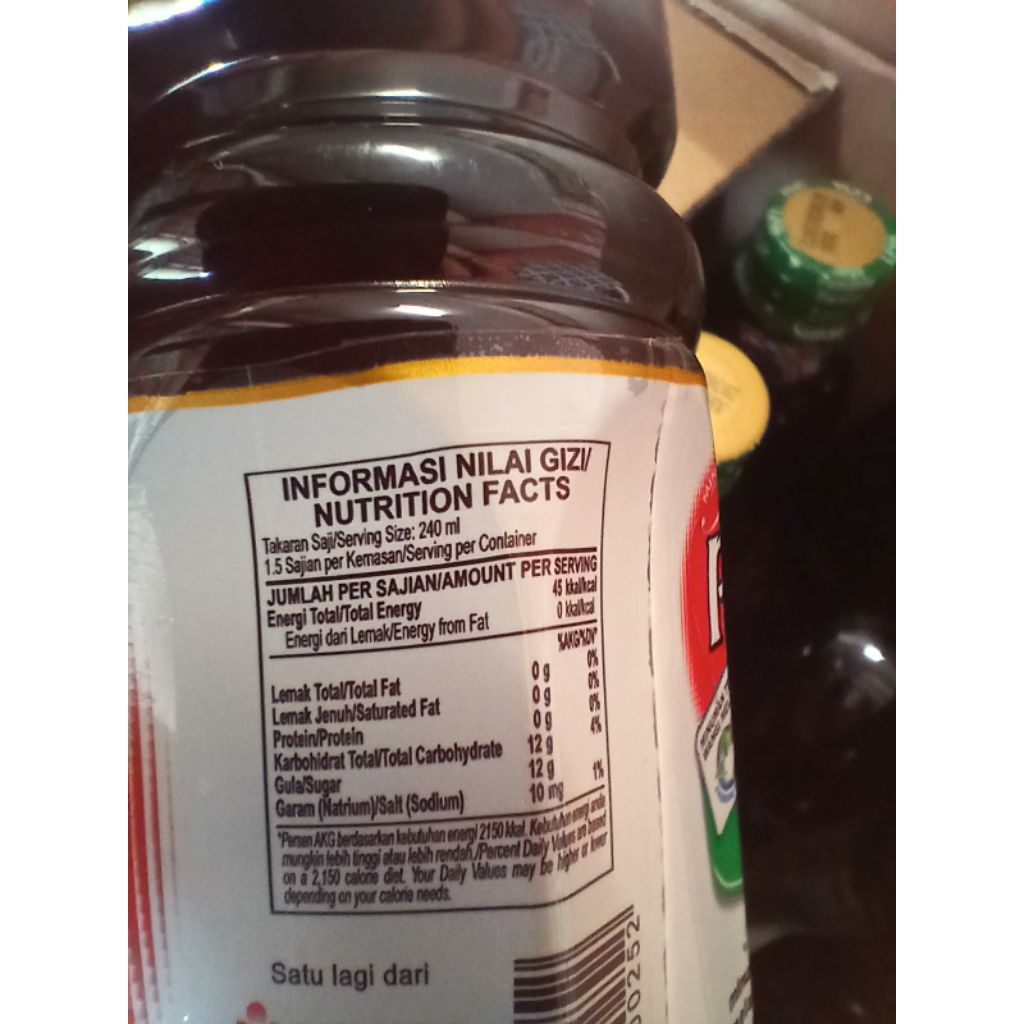 INFORMASI NILAI GIZI/
NUTRITION FACTS
Takaran Saji/Serving Size: 240 ml
1.5 Sajian per Kemasan/Serving per Container
JUMLAH PER SAJIAN/AMOUNT PER SERVING
Energi Total/Total Energy 45 kkal/kcal
Energi dari Lemak/Energy from Fat 0 kkal/kcal
%AKG/%DV*
Lemak Total/Total Fat 0 g 0%
Lemak Jenuh/Saturated Fat 0 g 0%
Protein/Protein 0 g 0%
Karbohidrat Total/Total Carbohydrate 12 g 4%
Gula/Sugar 12 g
Garam (Natrium)/Salt (Sodium) 10 mg 1%
*Persen AKG berdasarkan kebutuhan energi 2150 kkal. Kebutuhan energi anda
mungkin lebih tinggi atau lebih rendah./Percent Daily Values are based
on a 2,150 calorie diet. Your Daily Values may be higher or lower
depending on your calorie needs.
Satu lagi dari
00252